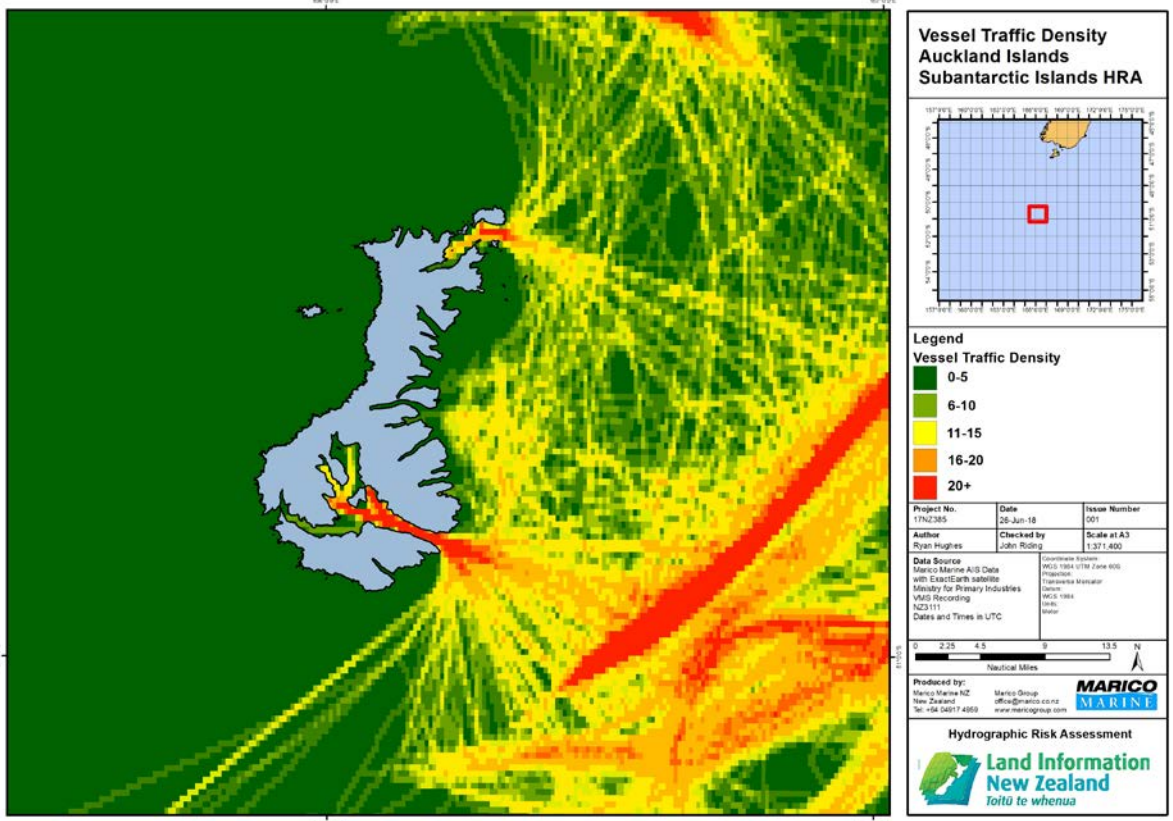 Vessel Traffic Density
Auckland Islands
Subantarctic Islands HRA
Legend
Vessel Traffic Density
0-5
6-10
11-15
16-20
20+
Project No.
17NZ385
Date
26-Jun-18
Issue Number
001
Author
Ryan Hughes
Checked by
John Riding
Scale at A3
1:371,400
Data Source
Marico Marine AIS Data
with ExactEarth satellite
Ministry for Primary Industries
VMS Recording
NZ3111
Dates and Times in UTC
Coordinate System:
WGS 1984 UTM Zone
Projection:
Transverse Mercator
Datum:
WGS 1984
Units:
Meter
0 2.25 4.5 9 13.5
Nautical Miles
N
Produced by:
Marico Marine NZ
New Zealand
Marico Group
office@marico.co.nz
www.maricogroup.com
MARICO
MARINE
Hydrographic Risk Assessment
Land Information
New Zealand
Toitū te whenua